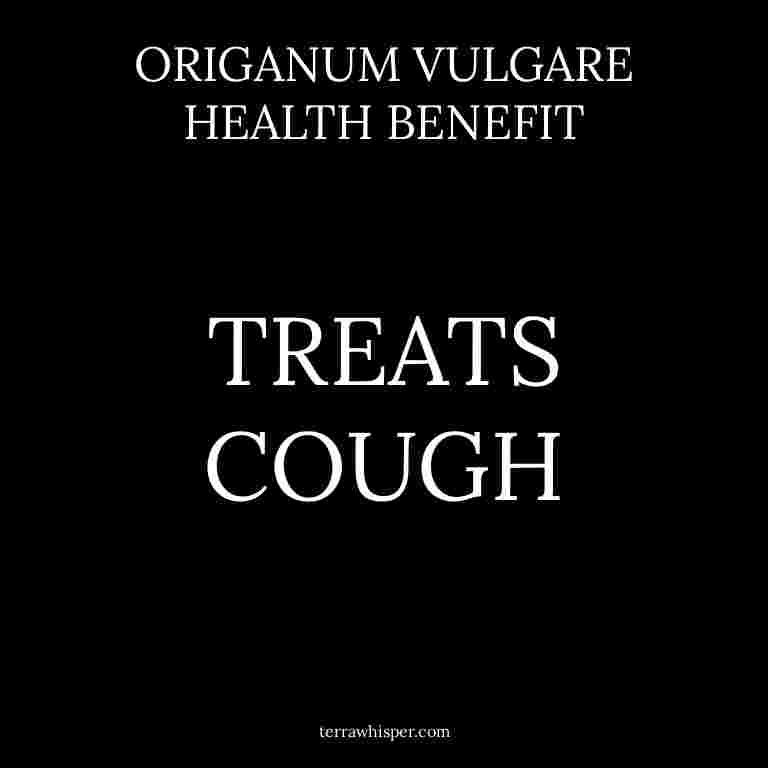 ORIGANUM VULGARE
HEALTH BENEFIT
TREATS
COUGH
terrawhisper.com